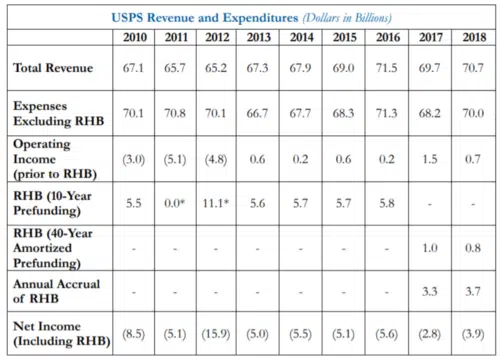 USPS Revenue and Expenditures (Dollars in Billions)
2010 2011 2012 2013 2014 2015 2016 2017 2018
Total Revenue 67.1 65.7 65.2 67.3 67.9 69.0 71.5 69.7 70.7
Expenses
Excluding RHB 70.1 70.8 70.1 66.7 67.7 68.3 71.3 68.2 70.0
Operating
Income
(prior to RHB) (3.0) (5.1) (4.8) 0.6 0.2 0.6 0.2 1.5 0.7
RHB (10-Year
Prefunding) 5.5 0.0* 11.1* 5.6 5.7 5.7 5.8 - -
RHB (40-Year
Amortized
Prefunding) - - - - - - - 1.0 0.8
Annual Accrual
of RHB - - - - - - - 3.3 3.7
Net Income
(Including RHB) (8.5) (5.1) (15.9) (5.0) (5.5) (5.1) (5.6) (2.8) (3.9)